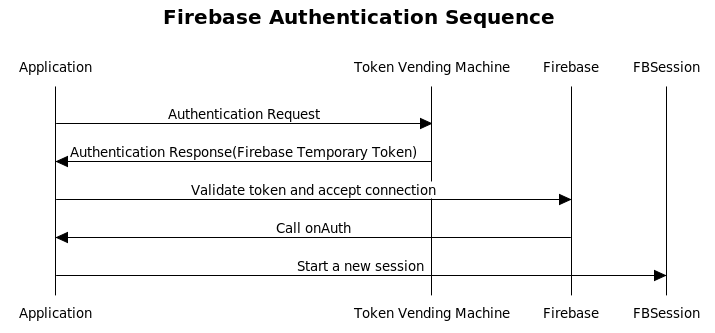 Firebase Authentication Sequence
Application Token Vending Machine Firebase FBSession
Authentication Request
Authentication Response(Firebase Temporary Token)
Validate token and accept connection
Call onAuth
Start a new session
Application Token Vending Machine Firebase FBSession